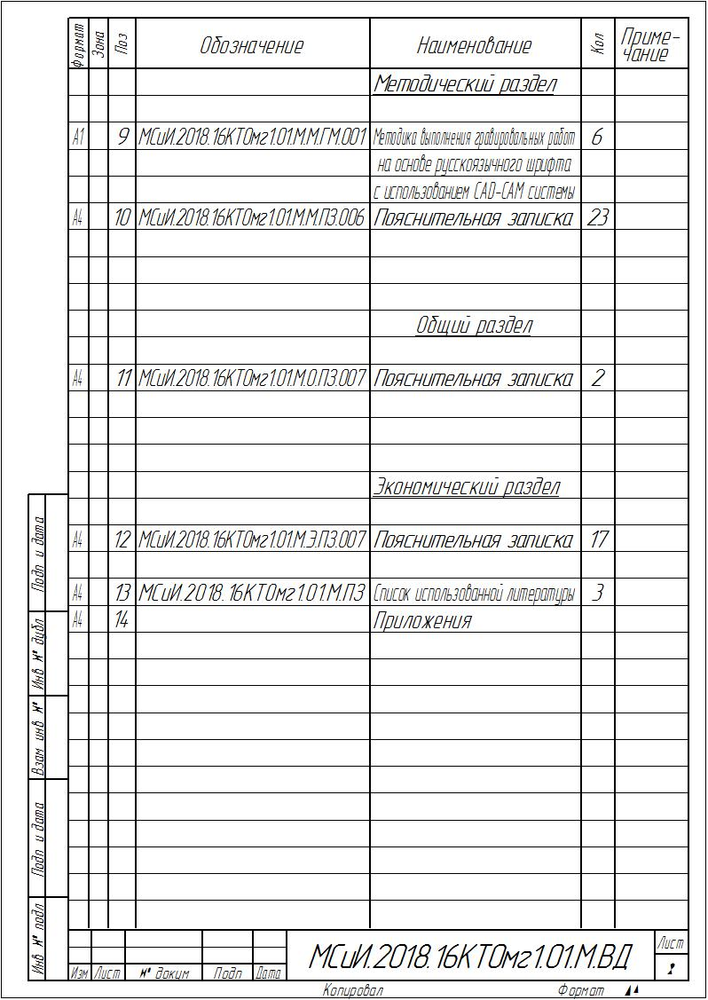 Формат Зона Поз Обозначение Наименование Кол Приме-
чание
Методический раздел
А1 9 МСиИ.2018.16КТОмг1.01.М.М.ГМ.001 Методика выполнения гравировальных работ 6
на основе русскоязычного шрифта
с использованием CAD-CAM системы
А4 10 МСиИ.2018.16КТОмг1.01.М.М.ПЗ.006 Пояснительная записка 23
Общий раздел
А4 11 МСиИ.2018.16КТОмг1.01.М.О.ПЗ.007 Пояснительная записка 2
Экономический раздел
А4 12 МСиИ.2018.16КТОмг1.01.М.Э.ПЗ.007 Пояснительная записка 17
А4 13 МСиИ.2018.16КТОмг1.01.М.ПЗ Список использованной литературы 3
А4 14 Приложения
Подп и дата
Инв № дубл
Взам инв №
Подп и дата
Инв № подл
МСиИ.2018.16КТОмг1.01.М.ВД
Лист
2
Изм Лист № докум Подп Дата
Копировал Формат